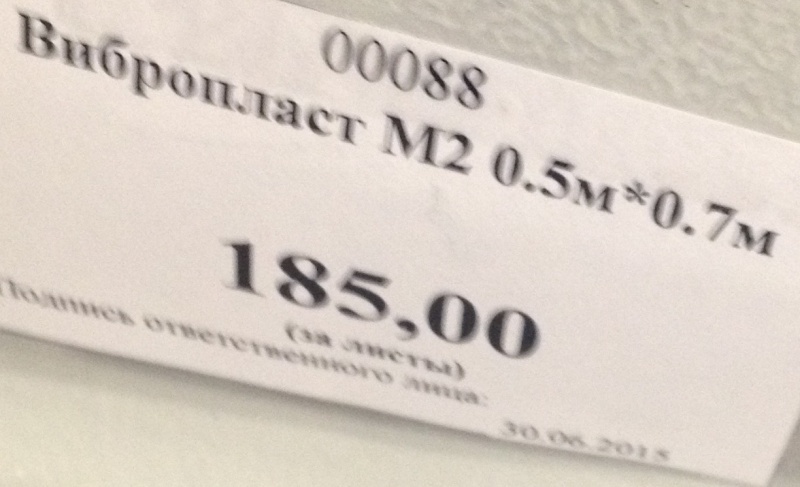 00088
Вибропласт М2 0.5м*0.7м
185,00
(за листы)
Подпись ответственного лица:
30.06.2015